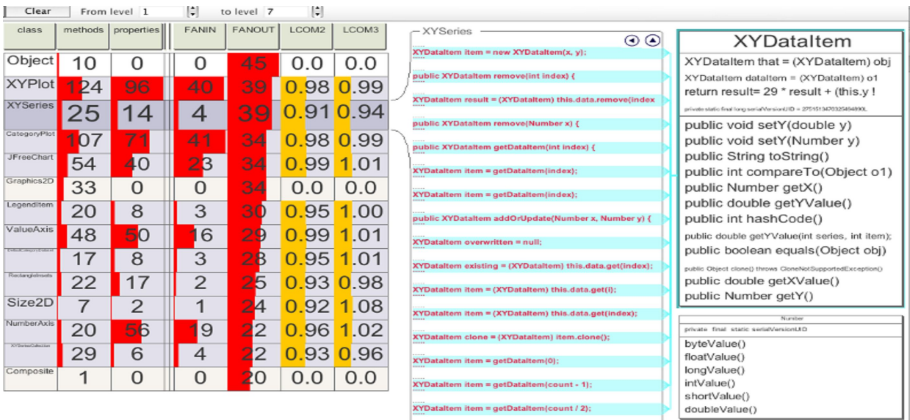 Clear From level 1 to level 7
class methods properties FANIN FANOUT LCOM2 LCOM3
Object 10 0 0 45 0.0 0.0
XYPlot 124 96 40 39 0.98 0.99
XYSeries 25 14 4 39 0.91 0.94
CategoryPlot 107 71 41 34 0.98 0.99
JFreeChart 54 40 23 34 0.99 1.01
Graphics2D 33 0 0 34 0.0 0.0
LegendItem 20 8 3 30 0.95 1.00
ValueAxis 48 50 16 29 0.99 1.01
17 8 3 28 0.95 1.01
22 17 2 25 0.93 0.98
Size2D 7 2 1 24 0.92 1.08
NumberAxis 20 56 19 22 0.96 1.02
29 6 4 22 0.93 0.96
Composite 1 0 0 20 0.0 0.0
XYSeries
XYDataItem item = new XYDataItem(x, y);
public XYDataItem remove(int index) {
XYDataItem result = (XYDataItem) this.data.remove(index
public XYDataItem remove(Number x) {
public XYDataItem getDataItem(int index) {
XYDataItem item = getDataItem(index);
XYDataItem item = getDataItem(index);
public XYDataItem addOrUpdate(Number x, Number y) {
XYDataItem overwritten = null;
XYDataItem existing = (XYDataItem) this.data.get(index);
XYDataItem item = (XYDataItem) this.data.get(i);
XYDataItem item = (XYDataItem) this.data.get(index);
XYDataItem clone = (XYDataItem) item.clone();
XYDataItem item = getDataItem(0);
XYDataItem item = getDataItem(count - 1);
XYDataItem item = getDataItem(count / 2);
XYDataItem
XYDataItem that = (XYDataItem) obj
XYDataItem dataItem = (XYDataItem) o1
return result= 29 * result + (this.y !
private static final long serialVersionUID =
public void setY(double y)
public void setY(Number y)
public String toString()
public int compareTo(Object o1)
public Number getX()
public double getYValue()
public int hashCode()
public double getYValue(int series, int item);
public boolean equals(Object obj)
public Object clone() throws CloneNotSupportedException()
public double getXValue()
public Number getY()
Number
private final static serialVersionUID
byteValue()
floatValue()
longValue()
intValue()
shortValue()
doubleValue()